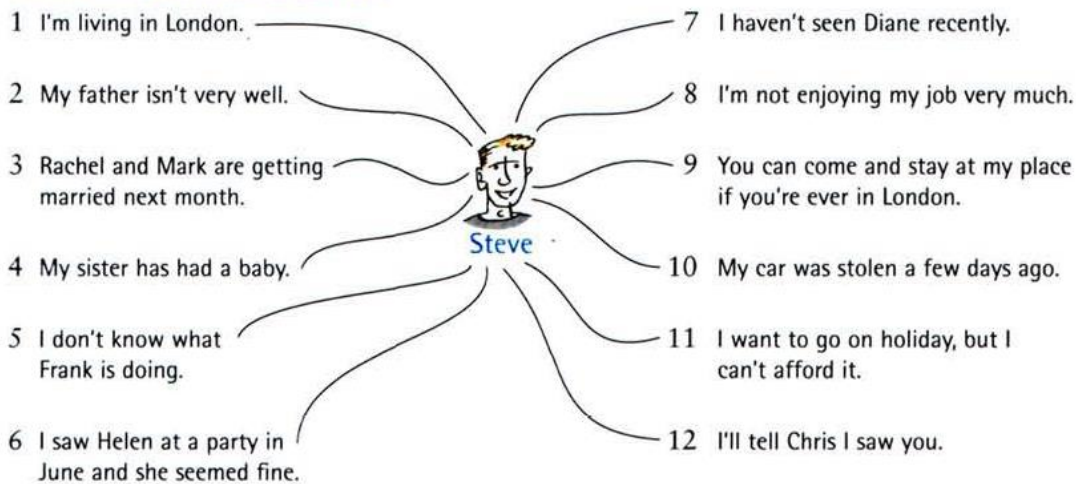 1 I'm living in London.
2 My father isn't very well.
3 Rachel and Mark are getting
married next month.
4 My sister has had a baby.
5 I don't know what
Frank is doing.
6 I saw Helen at a party in
June and she seemed fine.
Steve
7 I haven't seen Diane recently.
8 I'm not enjoying my job very much.
9 You can come and stay at my place
if you're ever in London.
10 My car was stolen a few days ago.
11 I want to go on holiday, but I
can't afford it.
12 I'll tell Chris I saw you.